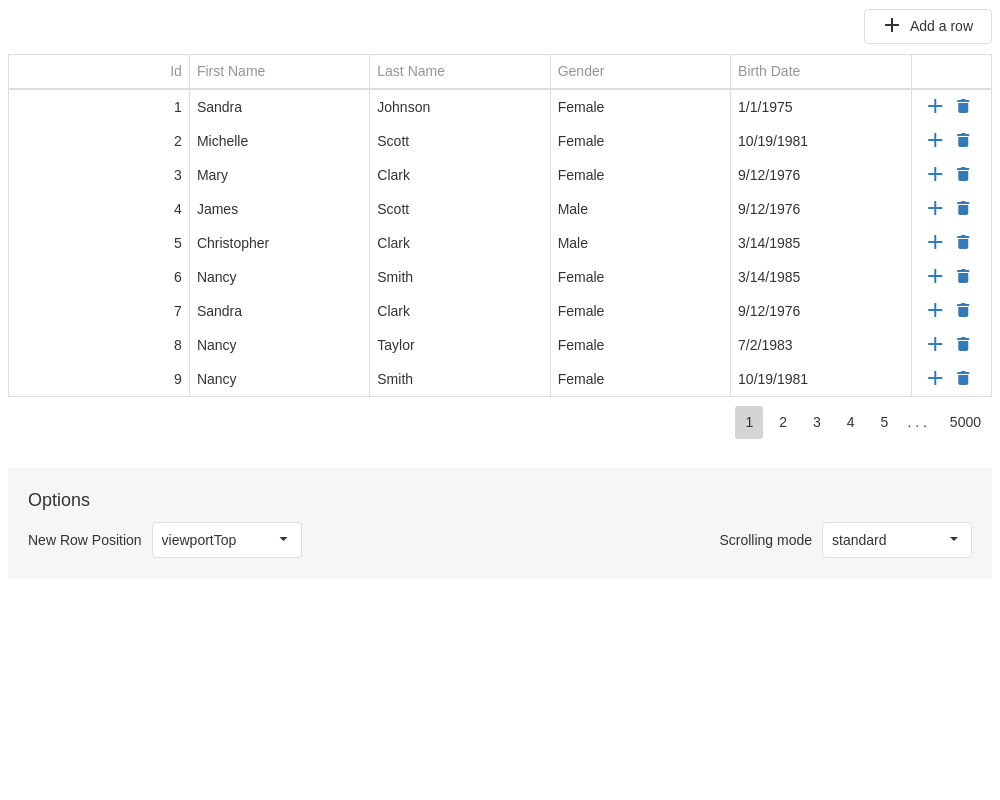 Add a row
Id First Name Last Name Gender Birth Date
1 Sandra Johnson Female 1/1/1975
2 Michelle Scott Female 10/19/1981
3 Mary Clark Female 9/12/1976
4 James Scott Male 9/12/1976
5 Christopher Clark Male 3/14/1985
6 Nancy Smith Female 3/14/1985
7 Sandra Clark Female 9/12/1976
8 Nancy Taylor Female 7/2/1983
9 Nancy Smith Female 10/19/1981
1 2 3 4 5 . . . 5000
Options
New Row Position viewportTop Scrolling mode standard